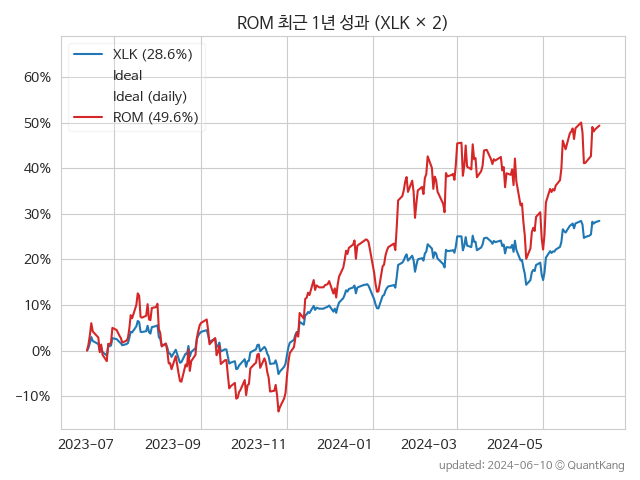 ROM 최근 1년 성과 (XLK × 2)
XLK (28.6%)
Ideal
Ideal (daily)
ROM (49.6%)
60%
50%
40%
30%
20%
10%
0%
−10%
2023-07
2023-09
2023-11
2024-01
2024-03
2024-05
updated: 2024-06-10 © QuantKang